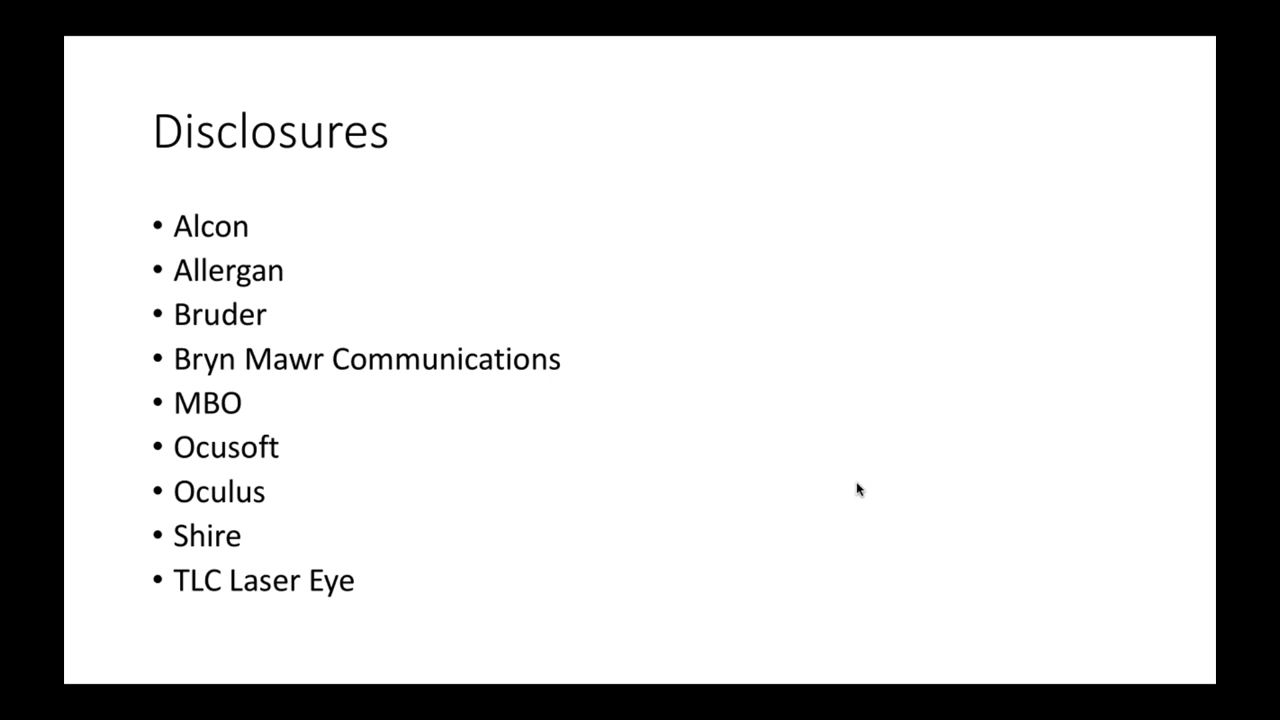 Disclosures
• Alcon
• Allergan
• Bruder
• Bryn Mawr Communications
• MBO
• Ocusoft
• Oculus
• Shire
• TLC Laser Eye